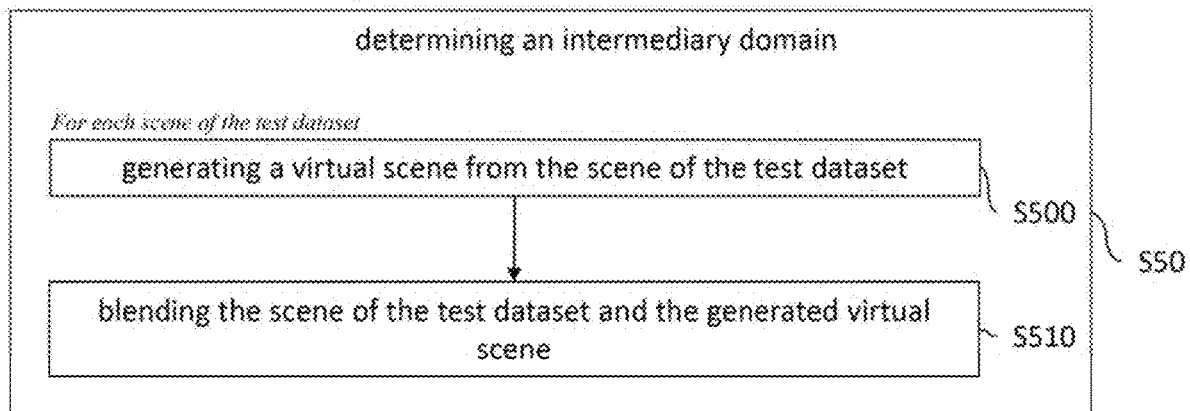 determining an intermediary domain
For each scene of the test dataset
generating a virtual scene from the scene of the test dataset
S500
S50
blending the scene of the test dataset and the generated virtual
scene
S510